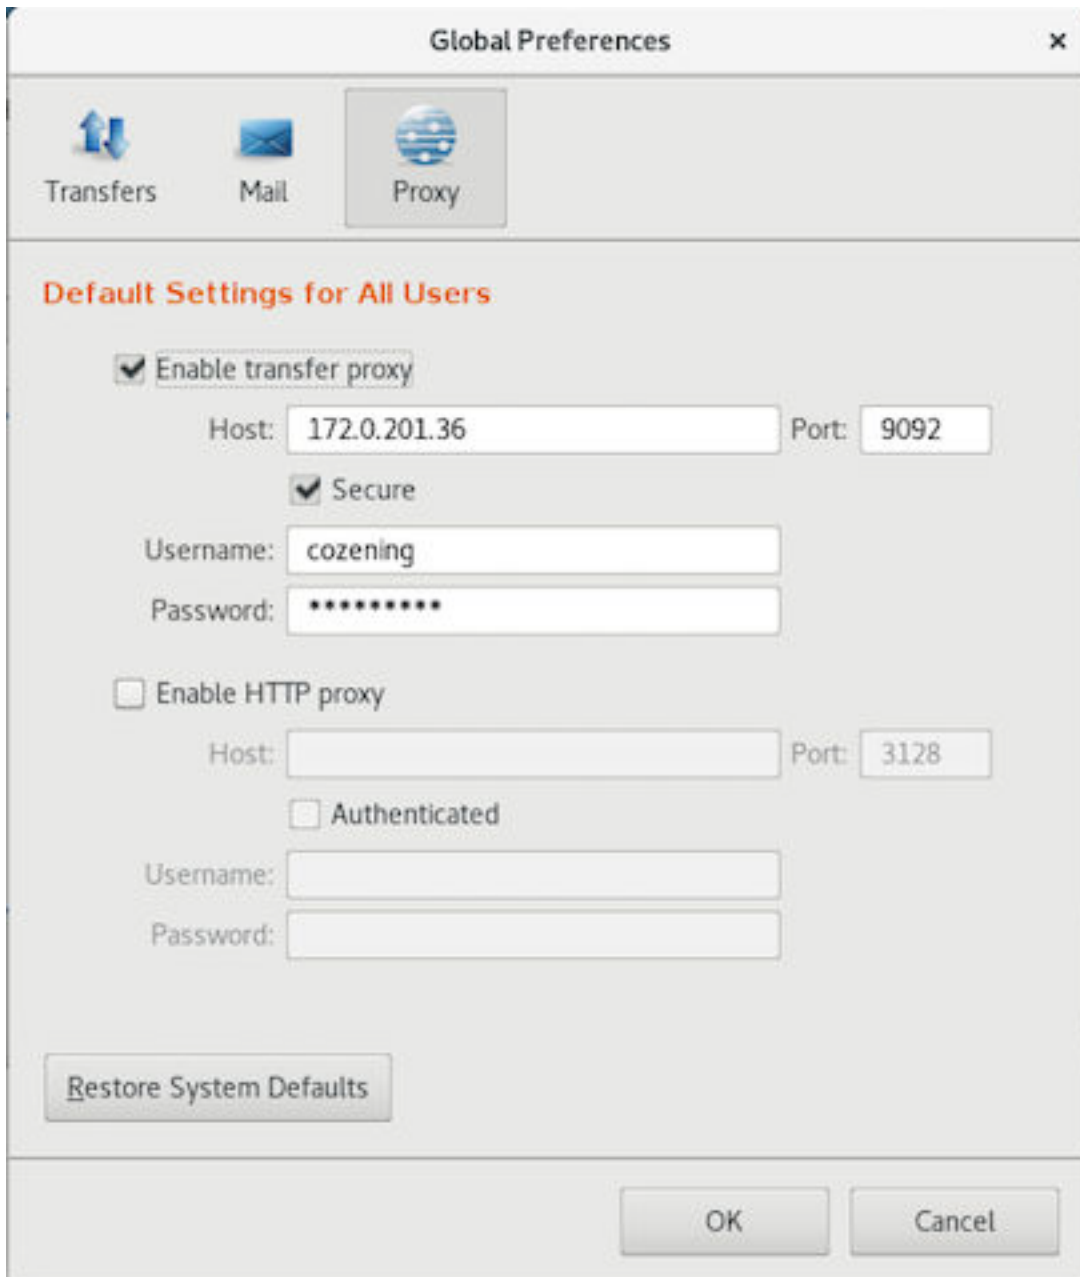 Global Preferences ×
Transfers Mail Proxy
Default Settings for All Users
Enable transfer proxy
Host: 172.0.201.36 Port: 9092
Secure
Username: cozening
Password: •••••••••
Enable HTTP proxy
Host: Port: 3128
Authenticated
Username:
Password:
Restore System Defaults
OK Cancel